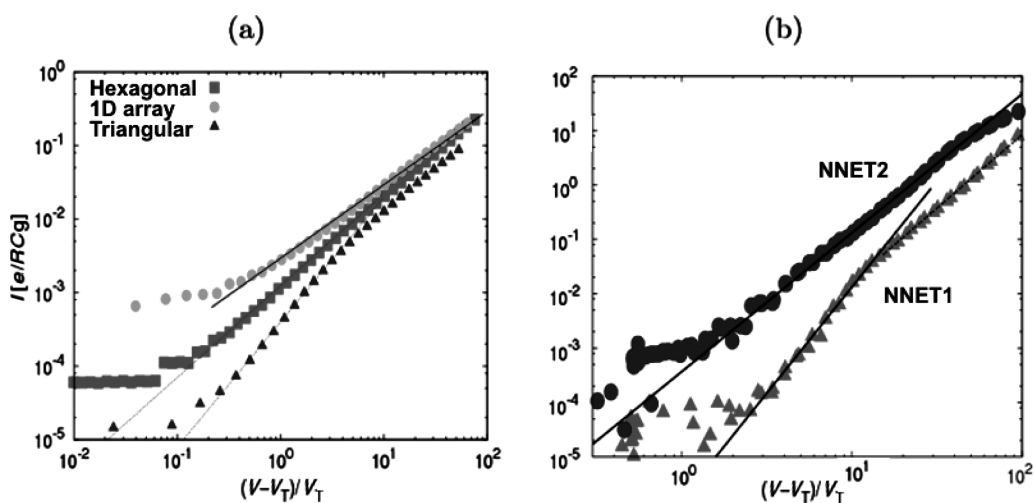 (a)
Hexagonal
1D array
Triangular
I [e/RCg]
10^0
10^-1
10^-2
10^-3
10^-4
10^-5
10^-2
10^-1
10^0
10^1
10^2
(V−V_T)/V_T
(b)
NNET2
NNET1
10^2
10^1
10^0
10^-1
10^-2
10^-3
10^-4
10^-5
10^0
10^1
10^2
(V−V_T)/V_T